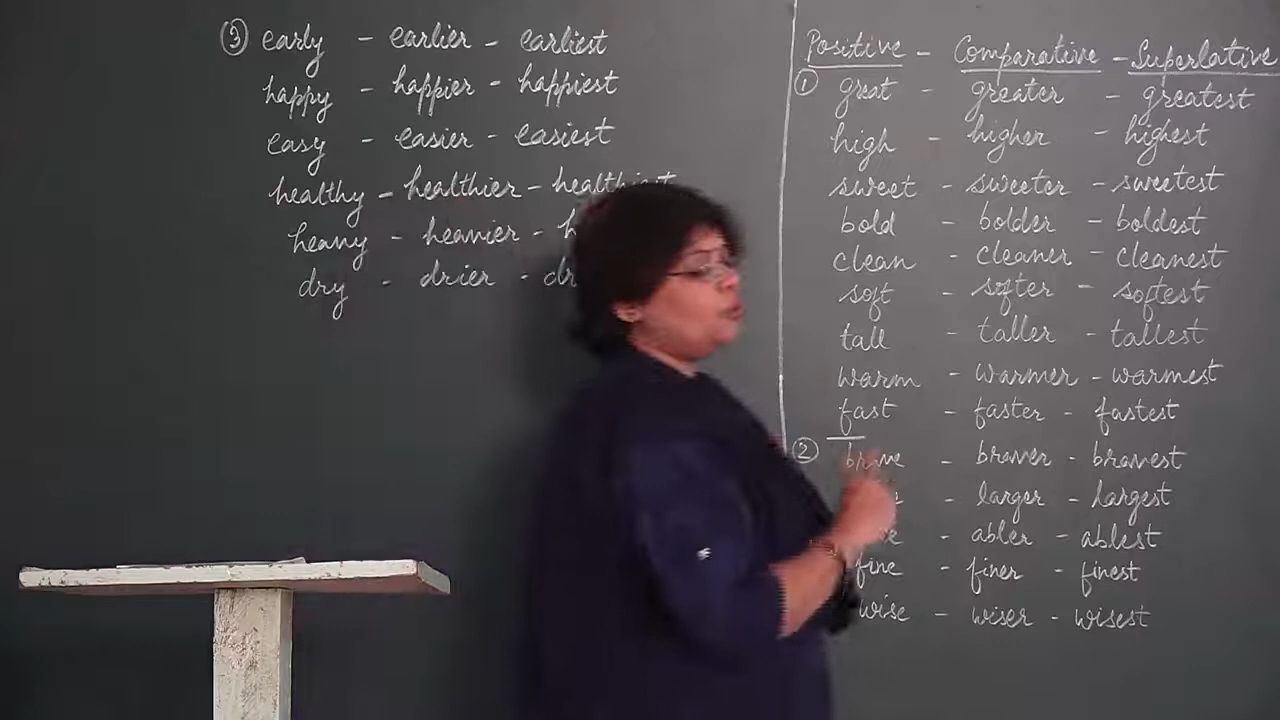 ③ early - earlier - earliest
happy - happier - happiest
easy - easier - easiest
healthy - healthier - healthiest
heavy - heavier -
dry - drier -
Positive - Comparative - Superlative
① great - greater - greatest
high - higher - highest
sweet - sweeter - sweetest
bold - bolder - boldest
clean - cleaner - cleanest
soft - softer - softest
tall - taller - tallest
warm - warmer - warmest
fast - faster - fastest
② brave - braver - bravest
- larger - largest
- abler - ablest
fine - finer - finest
wise - wiser - wisest